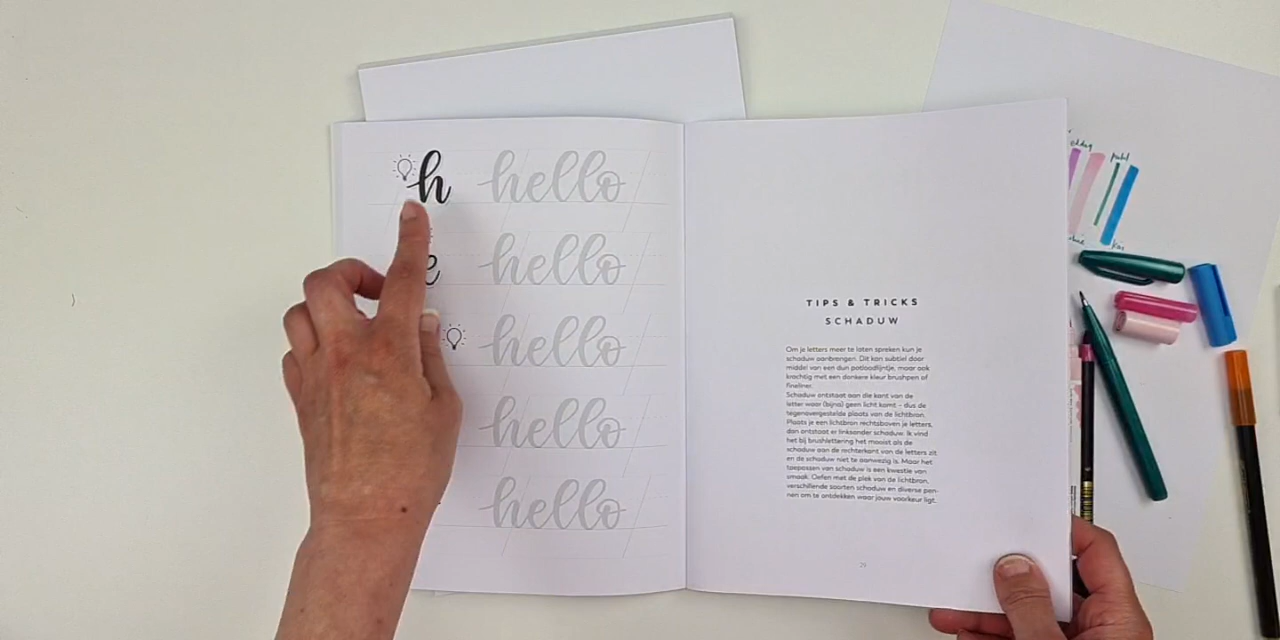 h hello
hello
e
hello
hello
hello
TIPS & TRICKS
SCHADUW
Om je letters meer te laten spreken kun je
schaduw aanbrengen. Dit kan subtiel door
middel van een dun potloodlijntje, maar ook
krachtig met een donkere kleur brushpen of
fineliner.
Schaduw ontstaat aan die kant van de
letter waar (bijna) geen licht komt – dus de
tegenovergestelde plaats van de lichtbron.
Plaats je een lichtbron rechtsboven je letters,
dan ontstaat er linksonder schaduw. Ik vind
het bij brushlettering het mooist als de
schaduw aan de rechterkant van de letters zit
en de schaduw niet te aanwezig is. Maar het
toepassen van schaduw is een kwestie van
smaak. Oefen met de plek van de lichtbron,
verschillende soorten schaduw en diverse pen-
nen om te ontdekken waar jouw voorkeur ligt.
29